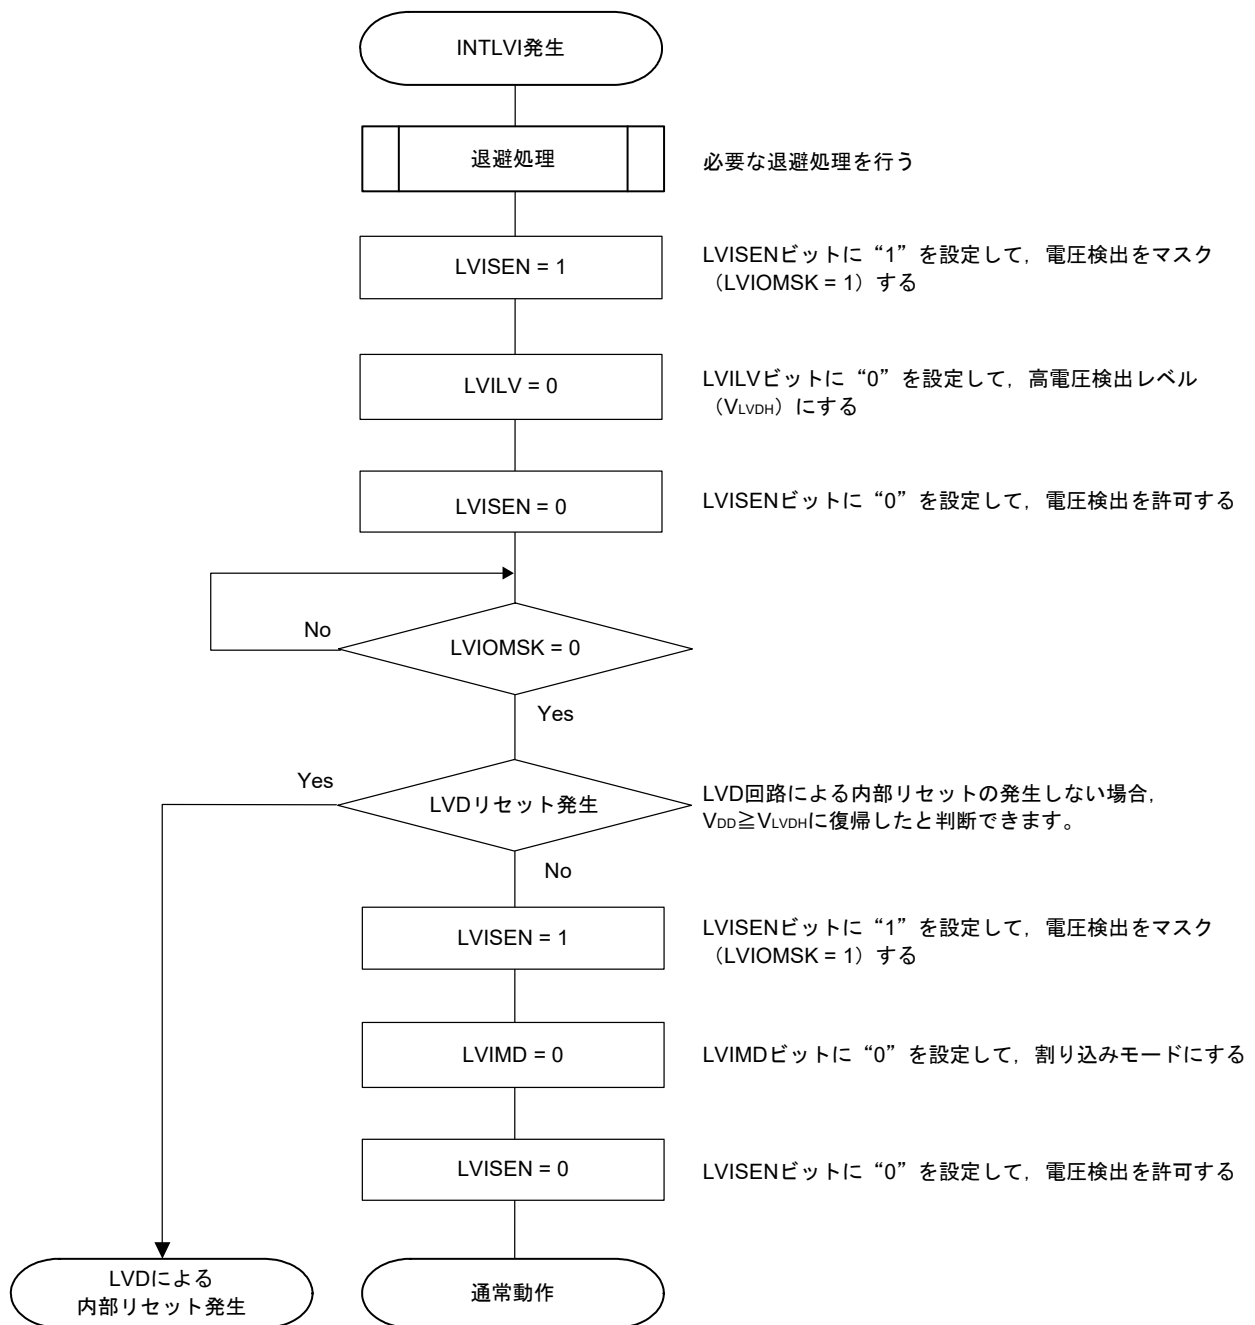 INTLVI発生
退避処理
必要な退避処理を行う
LVISEN = 1
LVISENビットに“1”を設定して，電圧検出をマスク
（LVIOMSK = 1）する
LVILV = 0
LVILVビットに“0”を設定して，高電圧検出レベル
（VLVDH）にする
LVISEN = 0
LVISENビットに“0”を設定して，電圧検出を許可する
No
LVIOMSK = 0
Yes
Yes
LVDリセット発生
LVD回路による内部リセットの発生しない場合，
VDD≧VLVDHに復帰したと判断できます。
No
LVISEN = 1
LVISENビットに“1”を設定して，電圧検出をマスク
（LVIOMSK = 1）する
LVIMD = 0
LVIMDビットに“0”を設定して，割り込みモードにする
LVISEN = 0
LVISENビットに“0”を設定して，電圧検出を許可する
LVDによる
内部リセット発生
通常動作